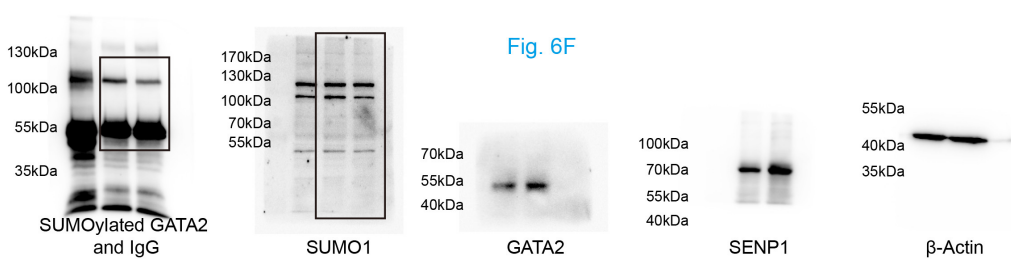 Fig. 6F
130kDa
100kDa
55kDa
35kDa
SUMOylated GATA2
and IgG
170kDa
130kDa
100kDa
70kDa
55kDa
SUMO1
70kDa
55kDa
40kDa
GATA2
100kDa
70kDa
55kDa
40kDa
SENP1
55kDa
40kDa
35kDa
β-Actin